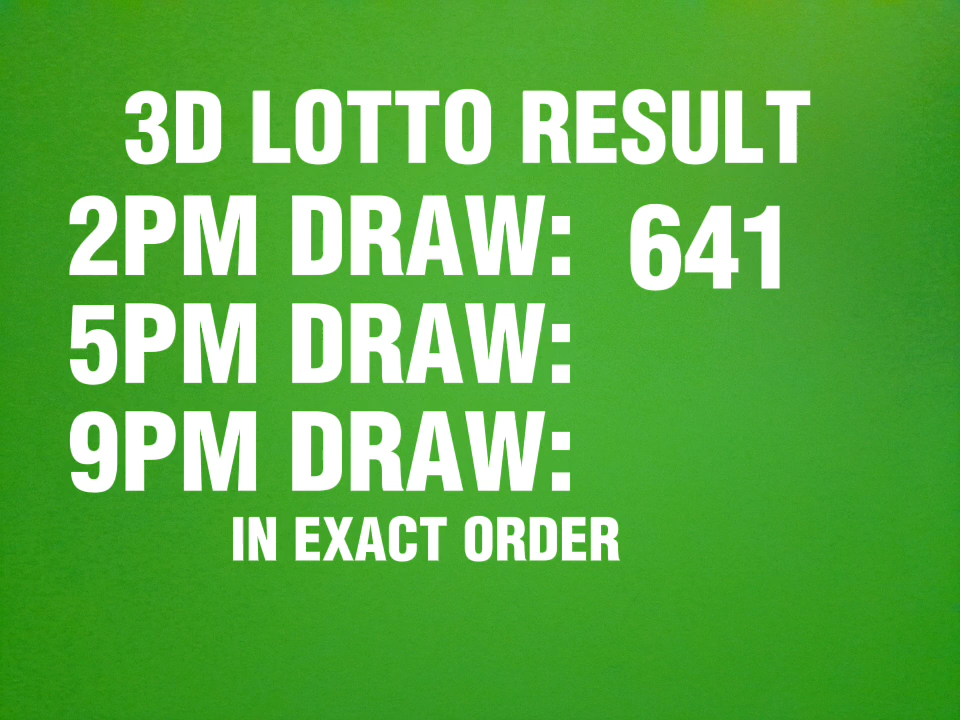 3D LOTTO RESULT
2PM DRAW: 641
5PM DRAW:
9PM DRAW:
IN EXACT ORDER